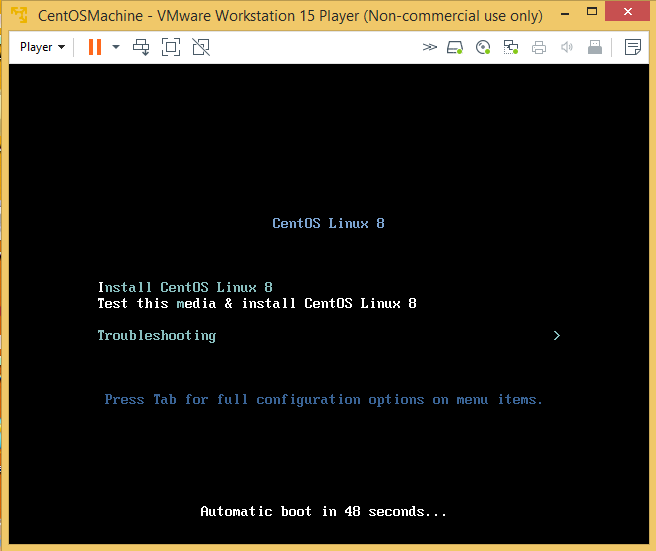 CentOSMachine - VMware Workstation 15 Player (Non-commercial use only)
Player
CentOS Linux 8
Install CentOS Linux 8
Test this media & install CentOS Linux 8
Troubleshooting >
Press Tab for full configuration options on menu items.
Automatic boot in 48 seconds...